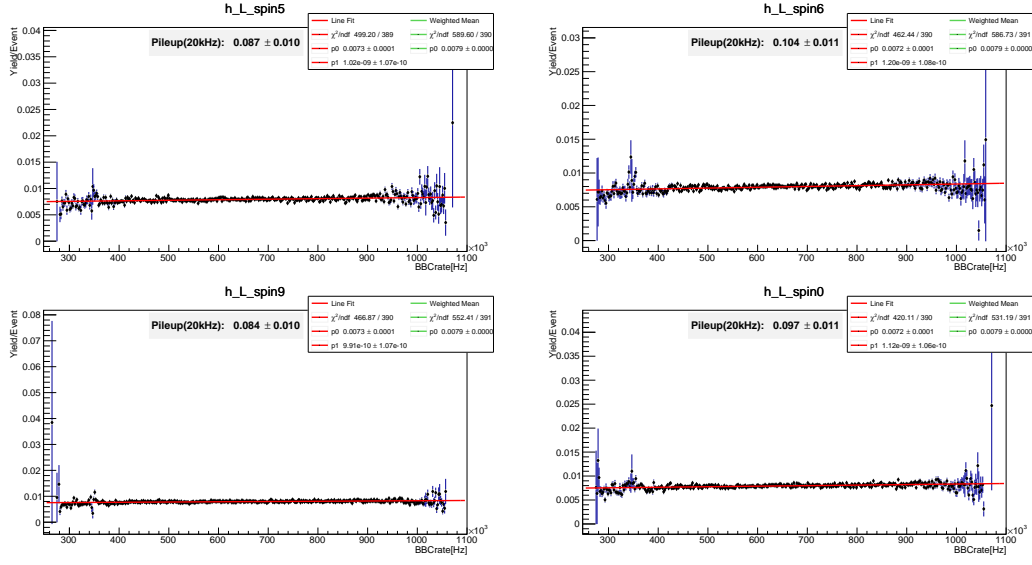 h_L_spin5
Yield/Event
Pileup(20kHz): 0.087 ± 0.010
Line Fit
χ²/ndf 499.20 / 389
p0 0.0073 ± 0.0001
p1 1.02e-09 ± 1.07e-10
Weighted Mean
χ²/ndf 589.60 / 390
p0 0.0079 ± 0.0000
0.04
0.035
0.03
0.025
0.02
0.015
0.01
0.005
0
300 400 500 600 700 800 900 1000 1100
×10³
BBCrate[Hz]
h_L_spin6
Yield/Event
Pileup(20kHz): 0.104 ± 0.011
Line Fit
χ²/ndf 462.44 / 390
p0 0.0072 ± 0.0001
p1 1.20e-09 ± 1.08e-10
Weighted Mean
χ²/ndf 586.73 / 391
p0 0.0079 ± 0.0000
0.03
0.025
0.02
0.015
0.01
0.005
0
300 400 500 600 700 800 900 1000 1100
×10³
BBCrate[Hz]
h_L_spin9
Yield/Event
Pileup(20kHz): 0.084 ± 0.010
Line Fit
χ²/ndf 466.87 / 390
p0 0.0073 ± 0.0001
p1 9.91e-10 ± 1.07e-10
Weighted Mean
χ²/ndf 552.41 / 391
p0 0.0079 ± 0.0000
0.08
0.07
0.06
0.05
0.04
0.03
0.02
0.01
0
300 400 500 600 700 800 900 1000 1100
×10³
BBCrate[Hz]
h_L_spin0
Yield/Event
Pileup(20kHz): 0.097 ± 0.011
Line Fit
χ²/ndf 420.11 / 390
p0 0.0072 ± 0.0001
p1 1.12e-09 ± 1.06e-10
Weighted Mean
χ²/ndf 531.19 / 391
p0 0.0079 ± 0.0000
0.04
0.035
0.03
0.025
0.02
0.015
0.01
0.005
0
300 400 500 600 700 800 900 1000 1100
×10³
BBCrate[Hz]